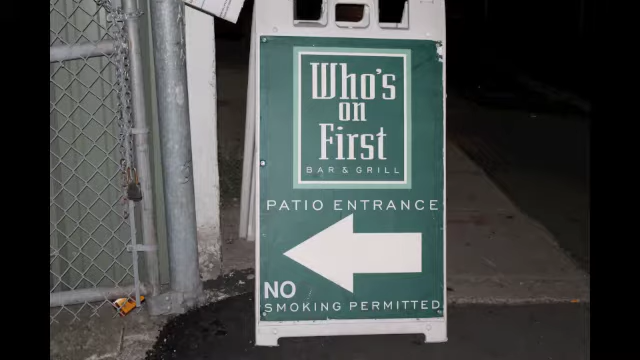 Who's
on
First
BAR & GRILL
PATIO ENTRANCE
NO
SMOKING PERMITTED